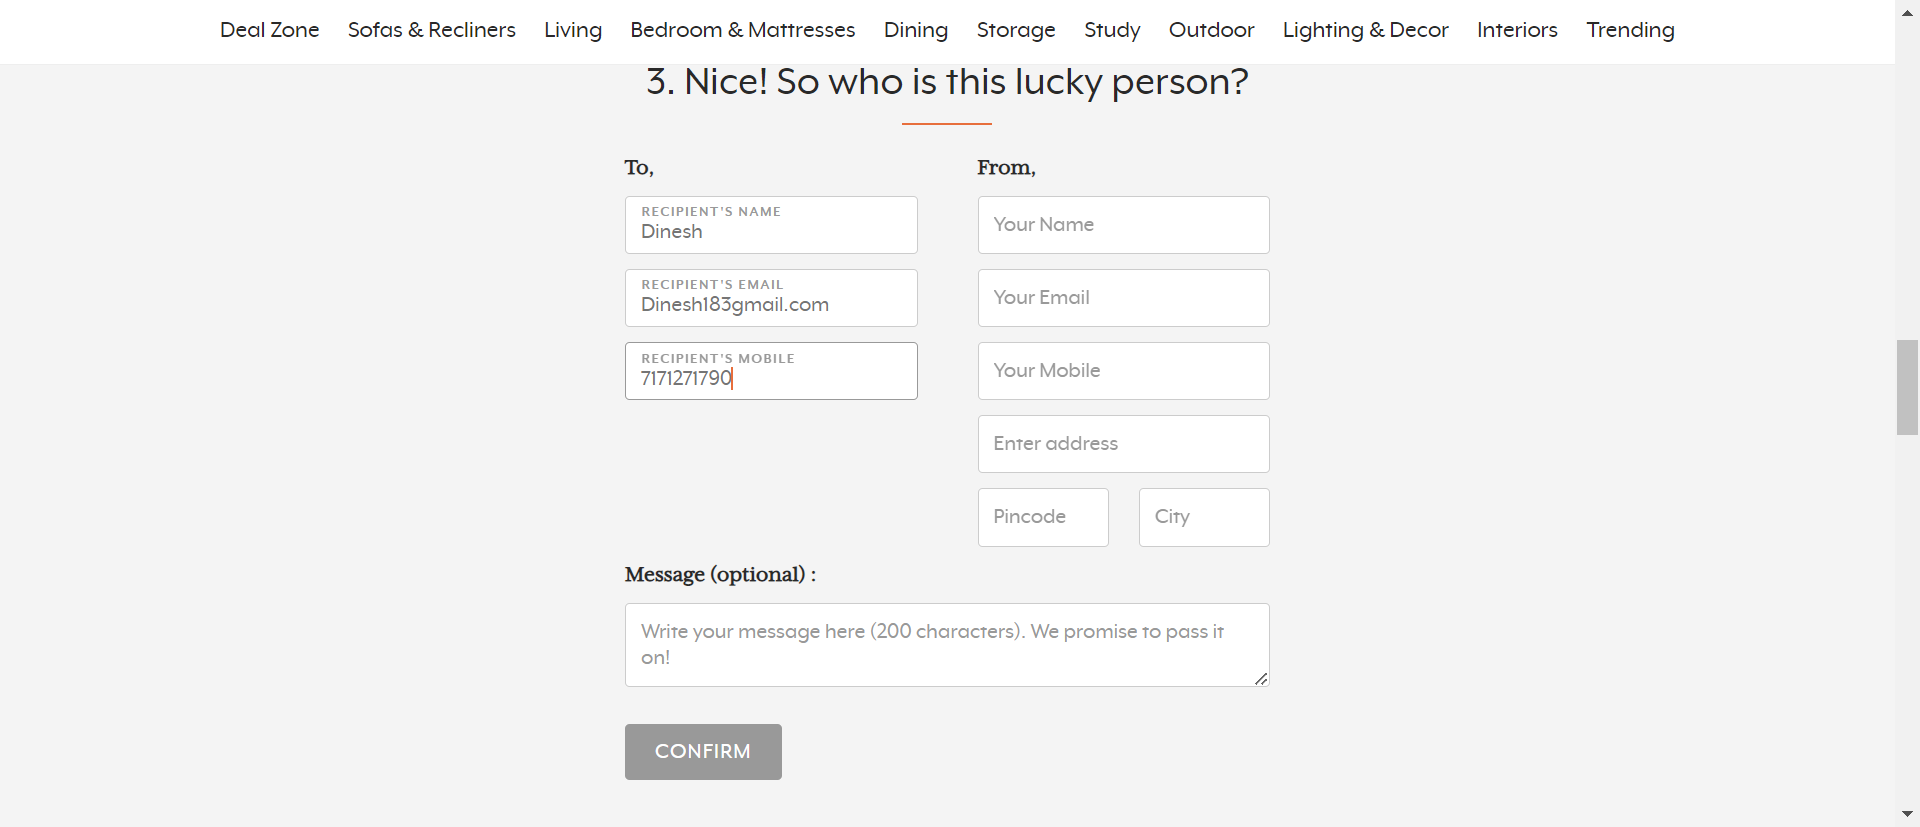 Deal Zone Sofas & Recliners Living Bedroom & Mattresses Dining Storage Study Outdoor Lighting & Decor Interiors Trending
3. Nice! So who is this lucky person?
To,
RECIPIENT'S NAME
Dinesh
RECIPIENT'S EMAIL
Dinesh183gmail.com
RECIPIENT'S MOBILE
7171271790
From,
Your Name
Your Email
Your Mobile
Enter address
Pincode City
Message (optional) :
Write your message here (200 characters). We promise to pass it
on!
CONFIRM